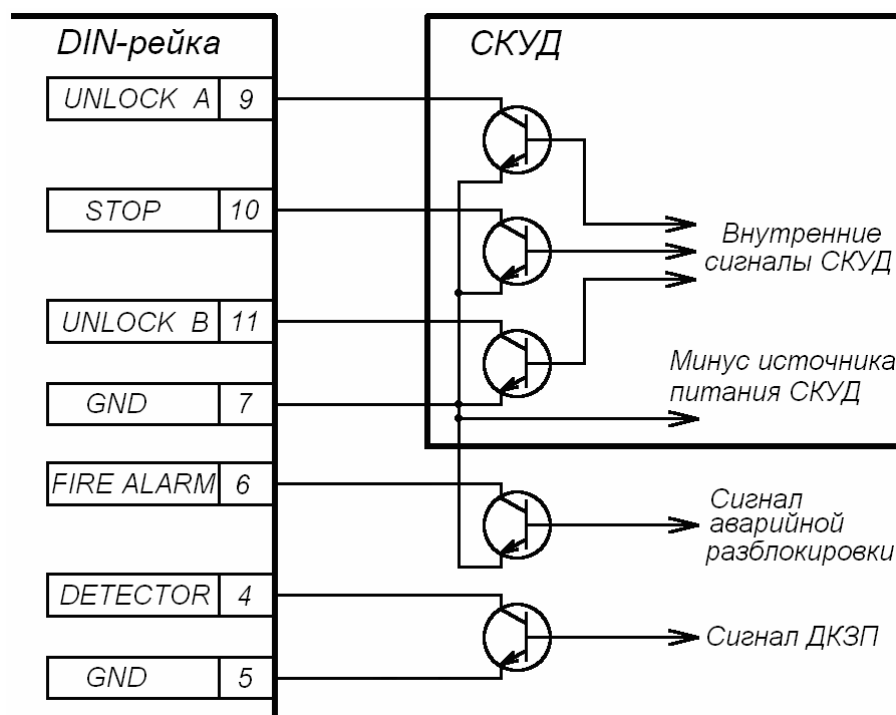 DIN-рейка
СКУД
UNLOCK A 9
STOP 10
UNLOCK B 11
GND 7
FIRE ALARM 6
DETECTOR 4
GND 5
Внутренние
сигналы СКУД
Минус источника
питания СКУД
Сигнал
аварийной
разблокировки
Сигнал ДКЗП